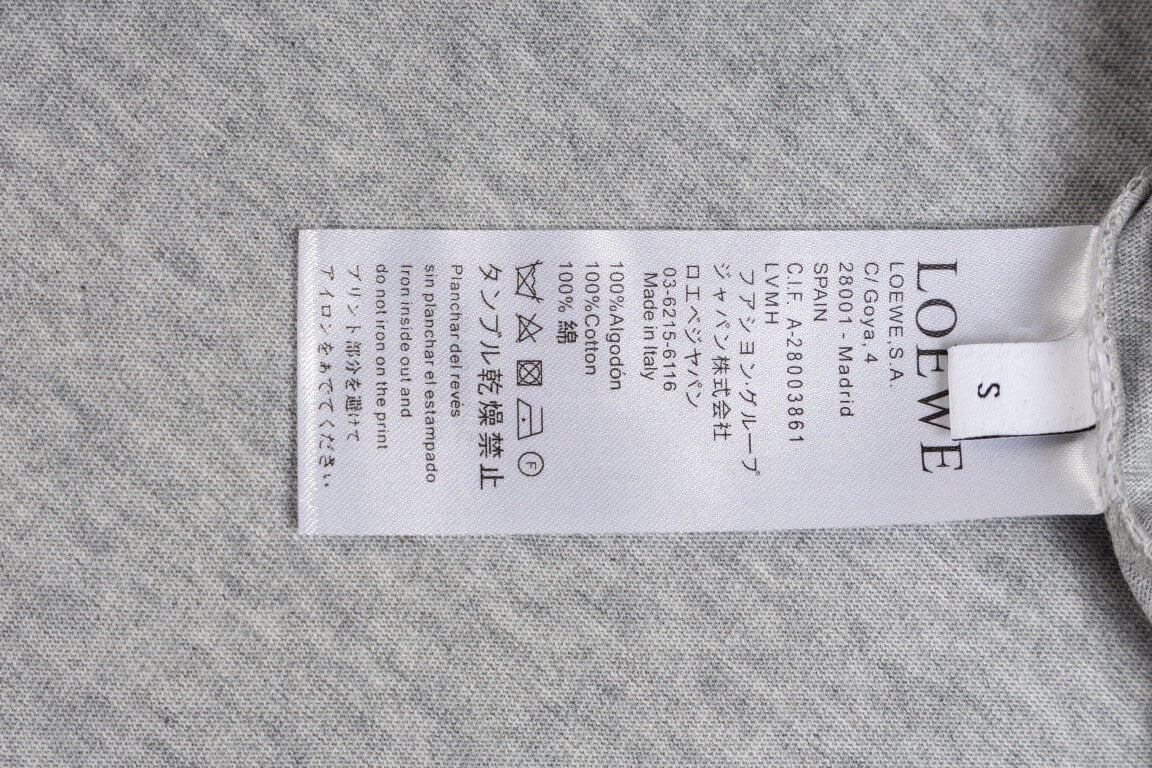 LOEWE
S
LOEWE,S.A.
C/ Goya, 4
28001 - Madrid
SPAIN
C.I.F. A-28003861
LVMH
フアション・グループ
ジャパン株式会社
ロエベジヤパン
03-6215-6116
Made in Italy
100%Algodón
100%Cotton
100% 綿
F
タンブル乾燥禁止
Planchar del revés
sin planchar el estampado
Iron inside out and
do not iron on the print
プリント部分を避けて
アイロンをあててください